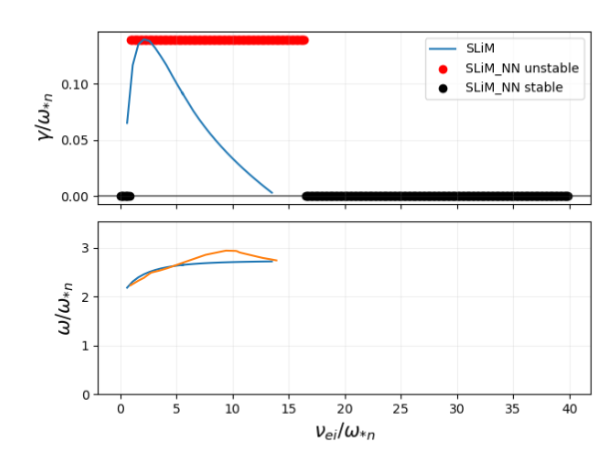 SLiM
SLiM_NN unstable
SLiM_NN stable
0.10
0.05
0.00
γ/ω*n
3
2
1
0
ω/ω*n
0 5 10 15 20 25 30 35 40
νei/ω*n